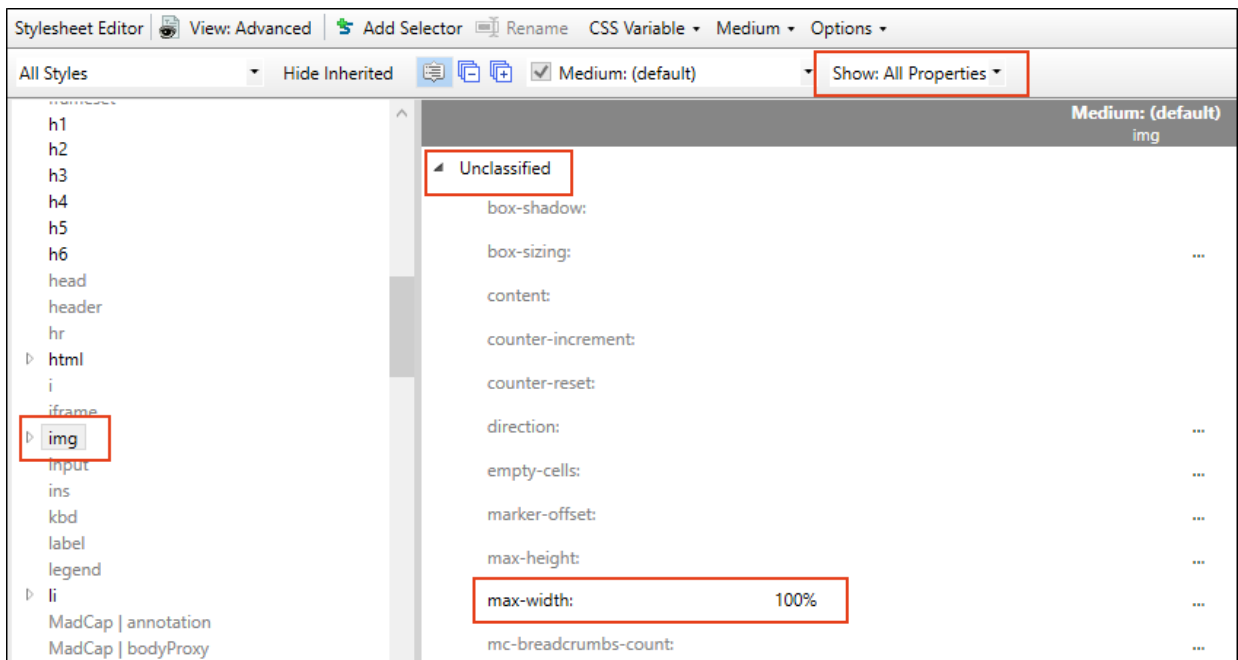 Stylesheet Editor View: Advanced Add Selector Rename CSS Variable Medium Options
All Styles Hide Inherited Medium: (default) Show: All Properties
frameset
h1
h2
h3
h4
h5
h6
head
header
hr
html
i
iframe
img
input
ins
kbd
label
legend
li
MadCap | annotation
MadCap | bodyProxy
Medium: (default)
img
Unclassified
box-shadow:
box-sizing: ...
content:
counter-increment:
counter-reset:
direction: ...
empty-cells: ...
marker-offset: ...
max-height: ...
max-width: 100% ...
mc-breadcrumbs-count: ...